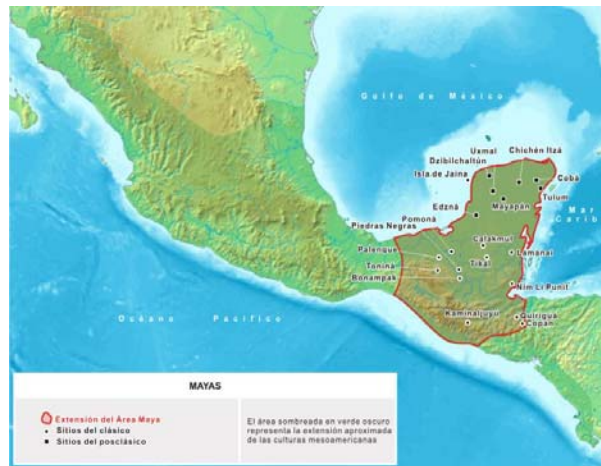 Golfo de México
Uxmal
Chichén Itzá
Dzibilchaltún
Isla de Jaina
Cobá
Tulum
Mayapán
Edzná
Mar
Carib
Pomoná
Piedras Negras
Calakmul
Palenque
Lamanai
Toniná
Tikal
Bonampak
Nim Li Punit
Kaminaljuyú
Quiriguá
Copán
Océano Pacífico
MAYAS
Extensión del Área Maya
Sitios del clásico
Sitios del posclásico
El área sombreada en verde oscuro
representa la extensión aproximada
de las culturas mesoamericanas